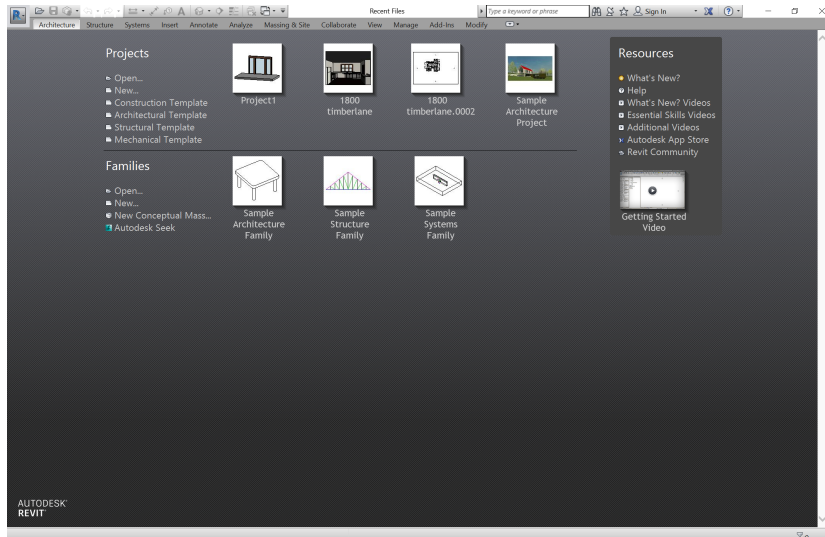 Recent Files
Type a keyword or phrase
Sign In
Architecture Structure Systems Insert Annotate Analyze Massing & Site Collaborate View Manage Add-Ins Modify
Projects
Open...
New...
Construction Template
Architectural Template
Structural Template
Mechanical Template
Project1
1800
timberlane
1800
timberlane.0002
Sample
Architecture
Project
Families
Open...
New...
New Conceptual Mass...
Autodesk Seek
Sample
Architecture
Family
Sample
Structure
Family
Sample
Systems
Family
Resources
What's New?
Help
What's New? Videos
Essential Skills Videos
Additional Videos
Autodesk App Store
Revit Community
Getting Started
Video
AUTODESK®
REVIT®